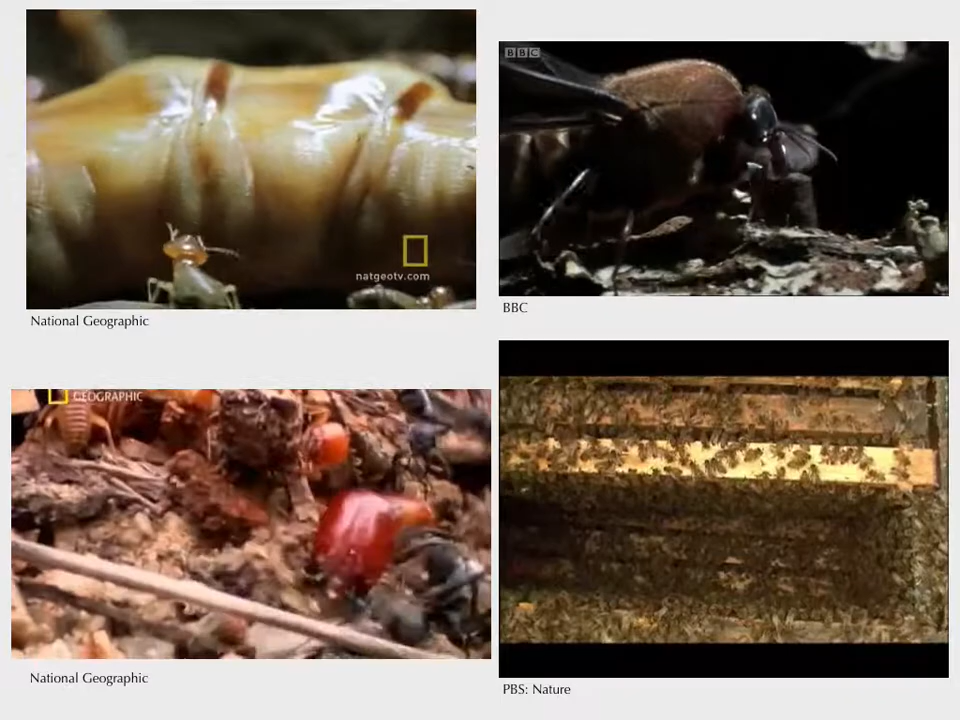 BBC
natgeotv.com
National Geographic
BBC
GEOGRAPHIC
National Geographic
PBS: Nature